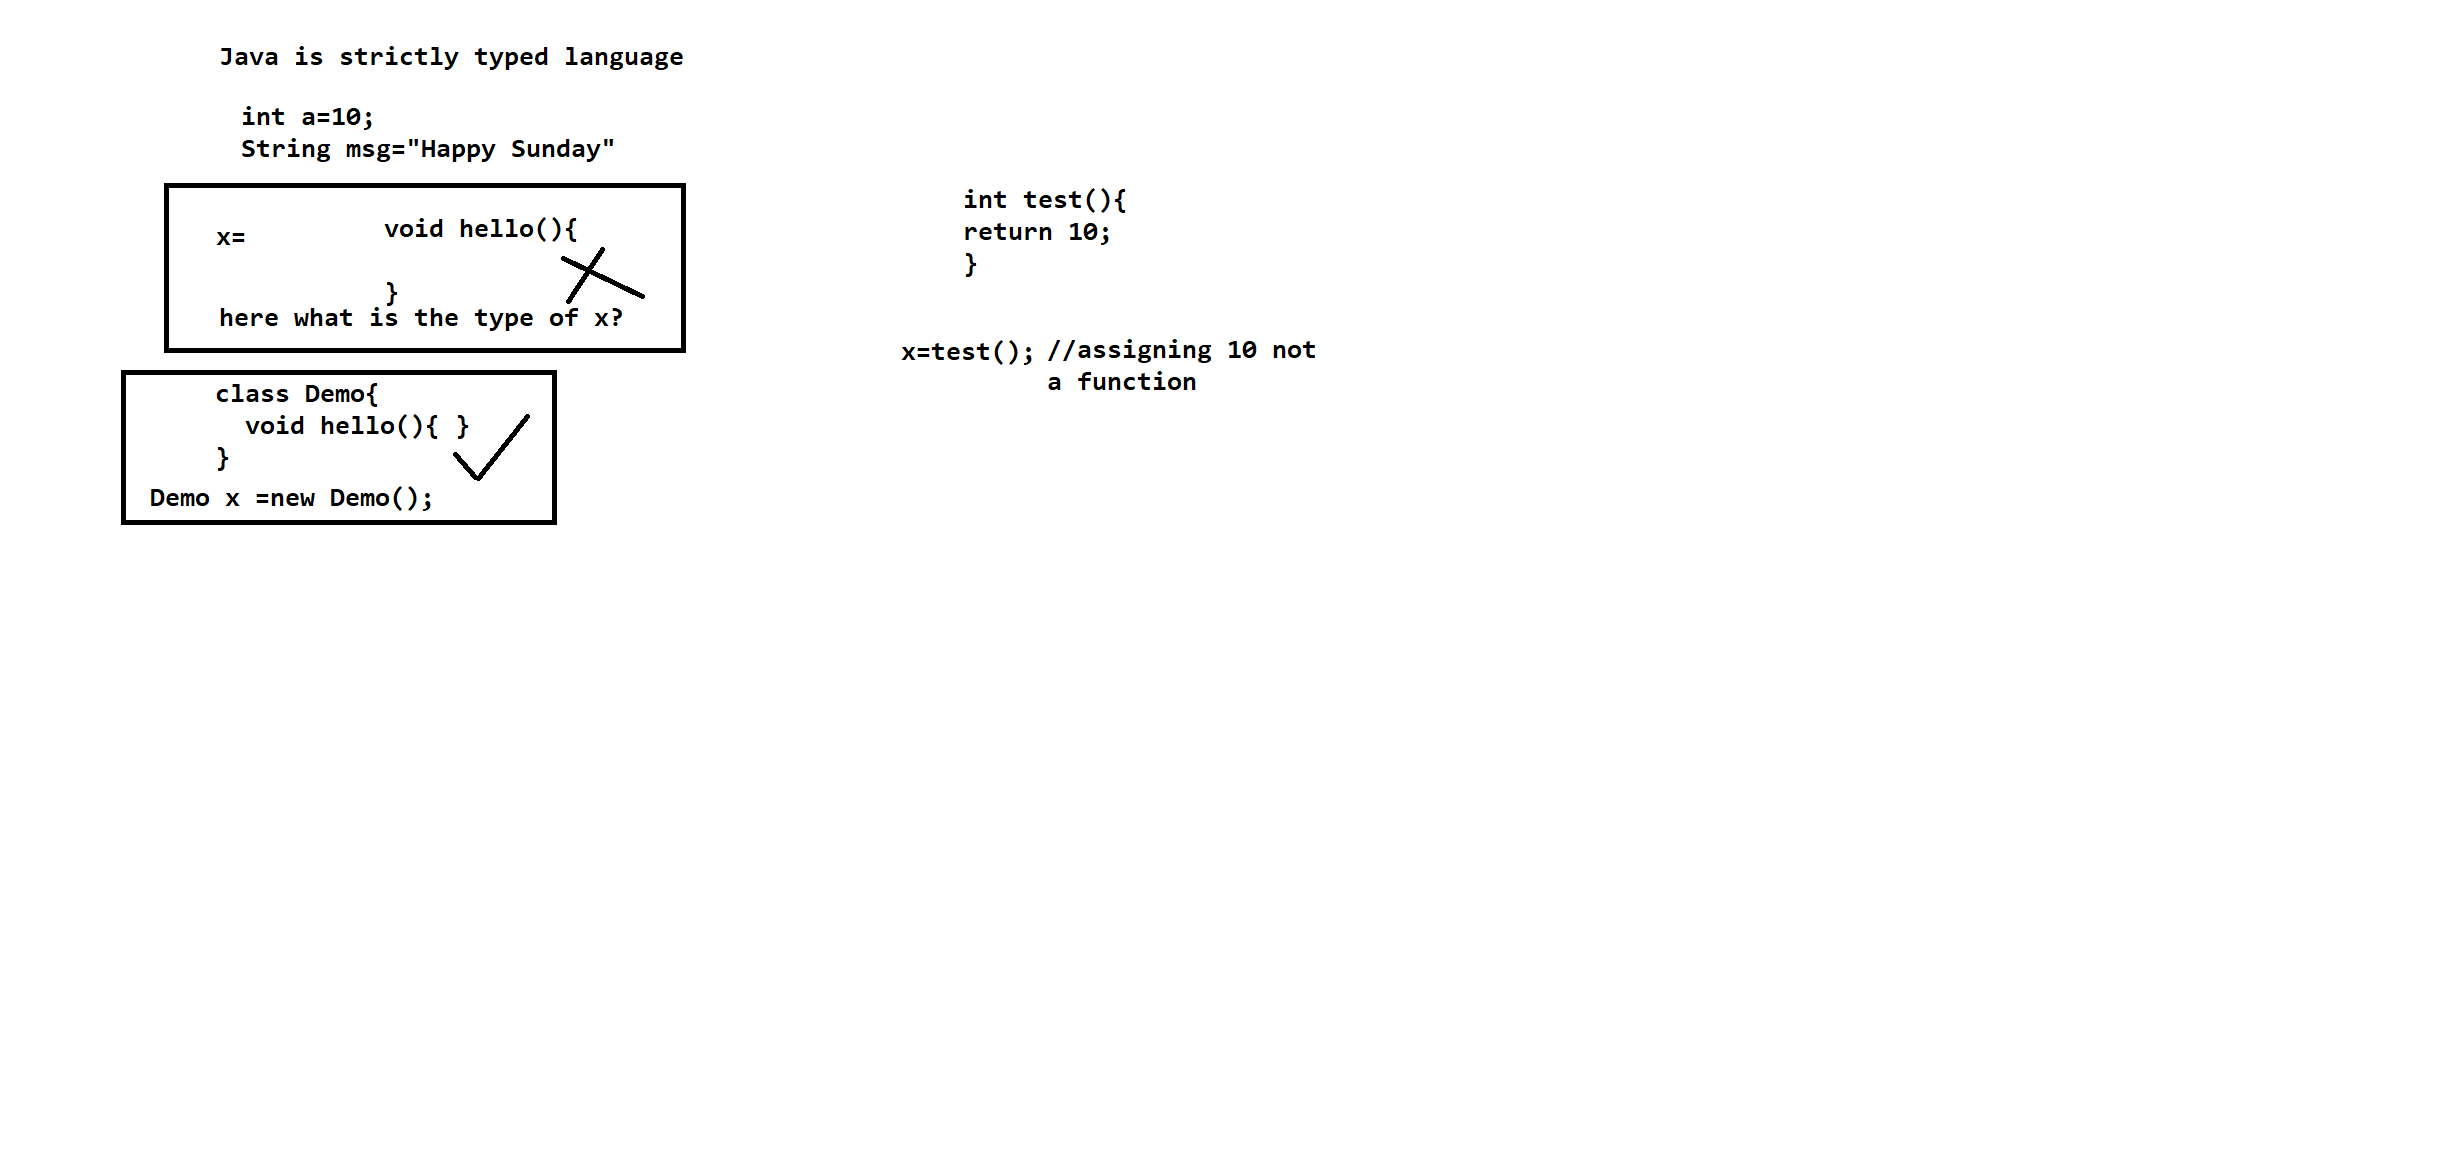 Java is strictly typed language
int a=10;
String msg="Happy Sunday"
x=
void hello(){
}
here what is the type of x?
class Demo{
void hello(){ }
}
Demo x =new Demo();
int test(){
return 10;
}
x=test(); //assigning 10 not
a function